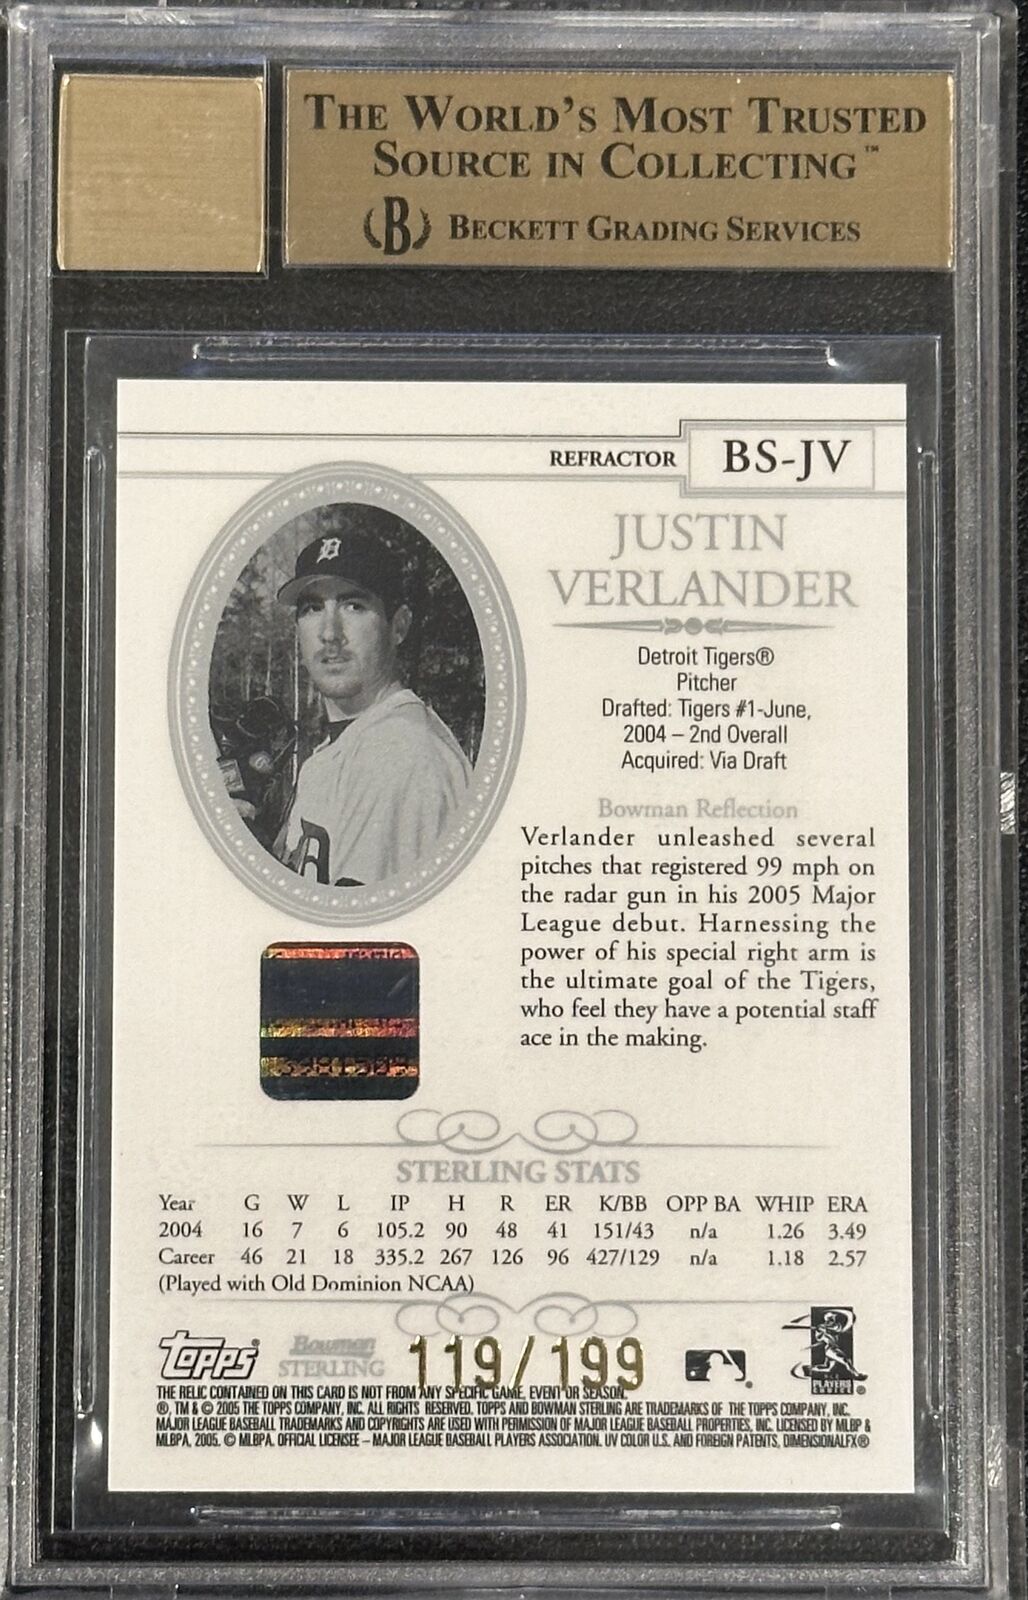 THE WORLD'S MOST TRUSTED
SOURCE IN COLLECTING™
B BECKETT GRADING SERVICES
REFRACTOR BS-JV
JUSTIN
VERLANDER
Detroit Tigers®
Pitcher
Drafted: Tigers #1-June,
2004 – 2nd Overall
Acquired: Via Draft
Bowman Reflection
Verlander unleashed several
pitches that registered 99 mph on
the radar gun in his 2005 Major
League debut. Harnessing the
power of his special right arm is
the ultimate goal of the Tigers,
who feel they have a potential staff
ace in the making.
STERLING STATS
Year G W L IP H R ER K/BB OPP BA WHIP ERA
2004 16 7 6 105.2 90 48 41 151/43 n/a 1.26 3.49
Career 46 21 18 335.2 267 126 96 427/129 n/a 1.18 2.57
(Played with Old Dominion NCAA)
Topps® Bowman STERLING 119/199
PLAYERS CHOICE®
THE RELIC CONTAINED ON THIS CARD IS NOT FROM ANY SPECIFIC GAME, EVENT OR SEASON.
®, TM & © 2005 THE TOPPS COMPANY, INC. ALL RIGHTS RESERVED. TOPPS AND BOWMAN STERLING ARE TRADEMARKS OF THE TOPPS COMPANY, INC.
MAJOR LEAGUE BASEBALL TRADEMARKS AND COPYRIGHTS ARE USED WITH PERMISSION OF MAJOR LEAGUE BASEBALL PROPERTIES, INC. LICENSED BY MLBP &
MLBPA, 2005. © MLBPA. OFFICIAL LICENSEE – MAJOR LEAGUE BASEBALL PLAYERS ASSOCIATION. UV COLOR U.S. AND FOREIGN PATENTS, DIMENSIONALFX®